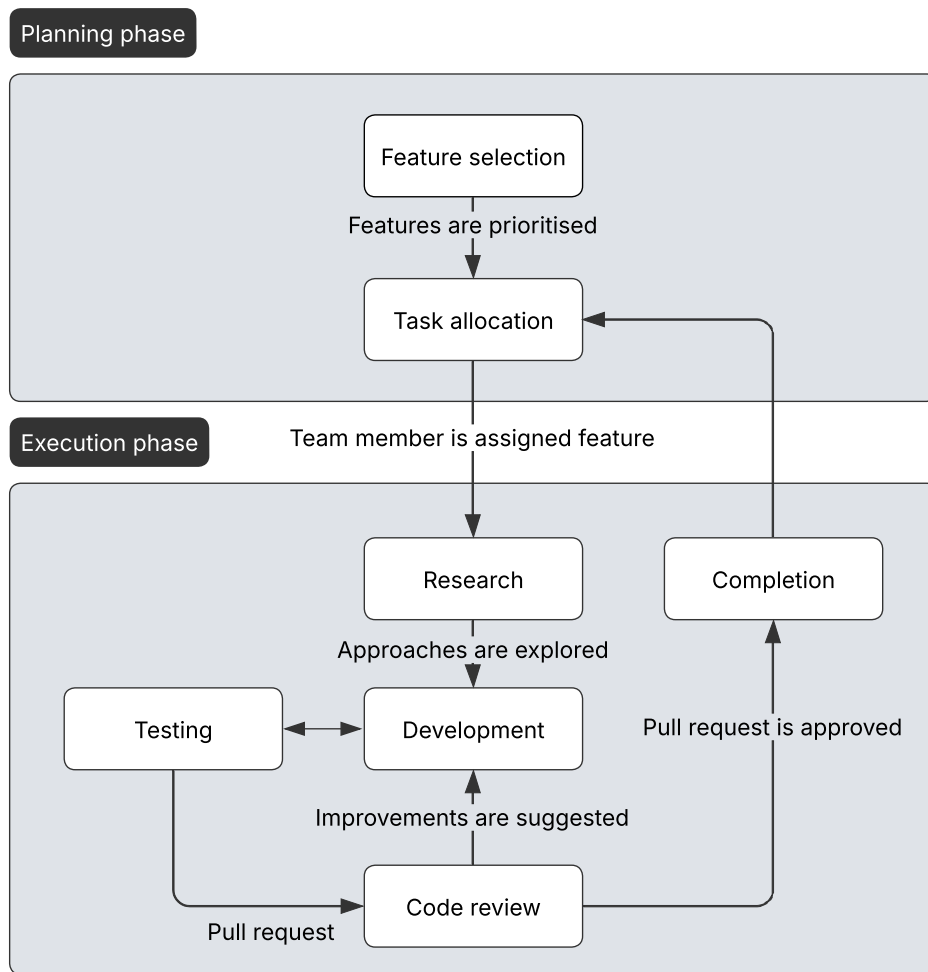 Planning phase
Feature selection
Features are prioritised
Task allocation
Execution phase
Team member is assigned feature
Research
Completion
Approaches are explored
Testing
Development
Pull request is approved
Improvements are suggested
Code review
Pull request